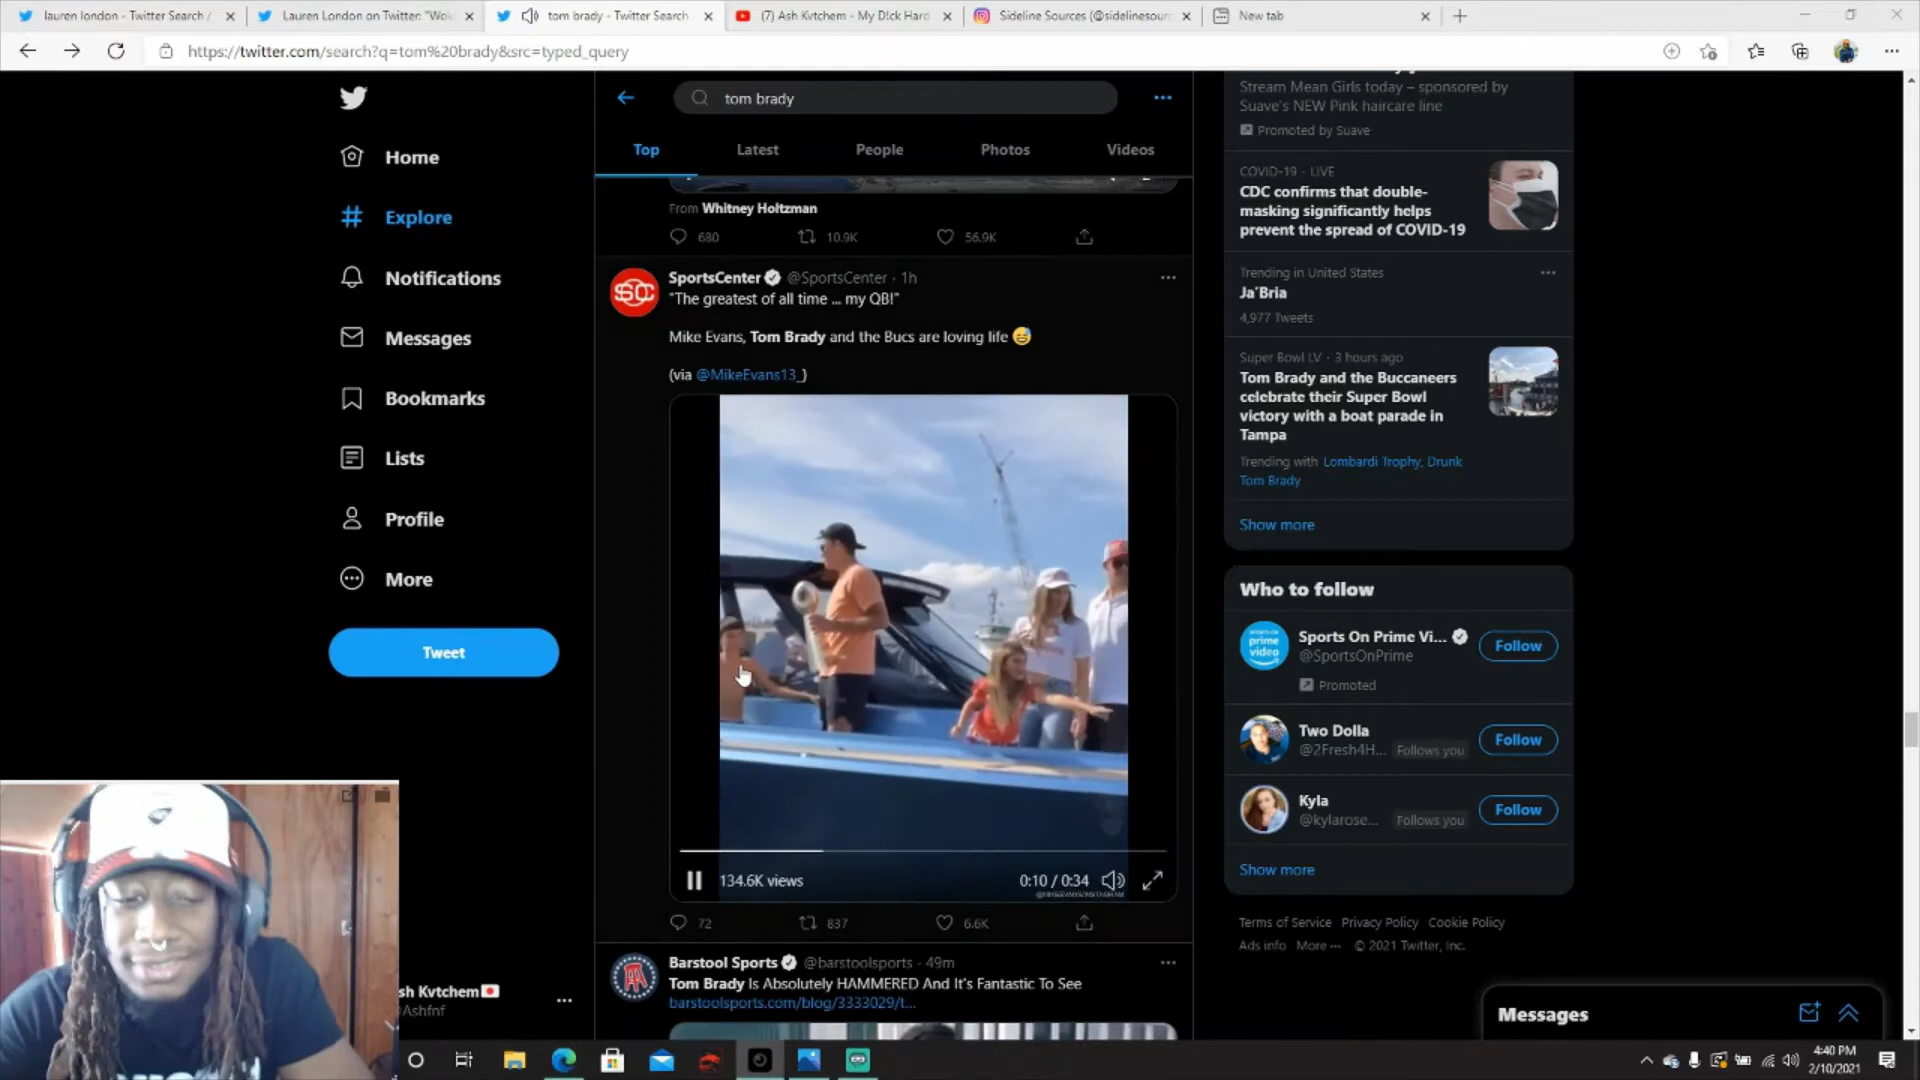 lauren london - Twitter Search /
Lauren London on Twitter: "Wok
tom brady - Twitter Search
(7) Ash Kvtchem - My D!ck Hard
Sideline Sources (@sidelinesourc
New tab
https://twitter.com/search?q=tom%20brady&src=typed_query
Home
Explore
Notifications
Messages
Bookmarks
Lists
Profile
More
Tweet
sh Kvtchem🇯🇵
@Ashfnf
tom brady
Top
Latest
People
Photos
Videos
From Whitney Holtzman
680
10.9K
56.9K
SC
SportsCenter @SportsCenter · 1h
"The greatest of all time ... my QB!"
Mike Evans, Tom Brady and the Bucs are loving life 😅
(via @MikeEvans13_)
134.6K views
0:10 / 0:34
72
837
6.6K
Barstool Sports @barstoolsports · 49m
Tom Brady Is Absolutely HAMMERED And It's Fantastic To See
barstoolsports.com/blog/3333029/t...
Stream Mean Girls today – sponsored by
Suave's NEW Pink haircare line
Promoted by Suave
COVID-19 · LIVE
CDC confirms that double-
masking significantly helps
prevent the spread of COVID-19
Trending in United States
Ja'Bria
4,977 Tweets
Super Bowl LV · 3 hours ago
Tom Brady and the Buccaneers
celebrate their Super Bowl
victory with a boat parade in
Tampa
Trending with Lombardi Trophy, Drunk
Tom Brady
Show more
Who to follow
sports on
prime
video
Sports On Prime Vi...
@SportsOnPrime
Promoted
Follow
Two Dolla
@2Fresh4H... Follows you
Follow
Kyla
@kylarose... Follows you
Follow
Show more
Terms of Service Privacy Policy Cookie Policy
Ads info More ··· © 2021 Twitter, Inc.
Messages
4:40 PM
2/10/2021